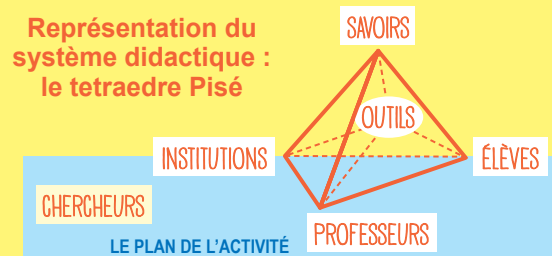 Représentation du
système didactique :
le tetraedre Pisé
SAVOIRS
OUTILS
INSTITUTIONS
ÉLÈVES
CHERCHEURS
PROFESSEURS
LE PLAN DE L'ACTIVITÉ